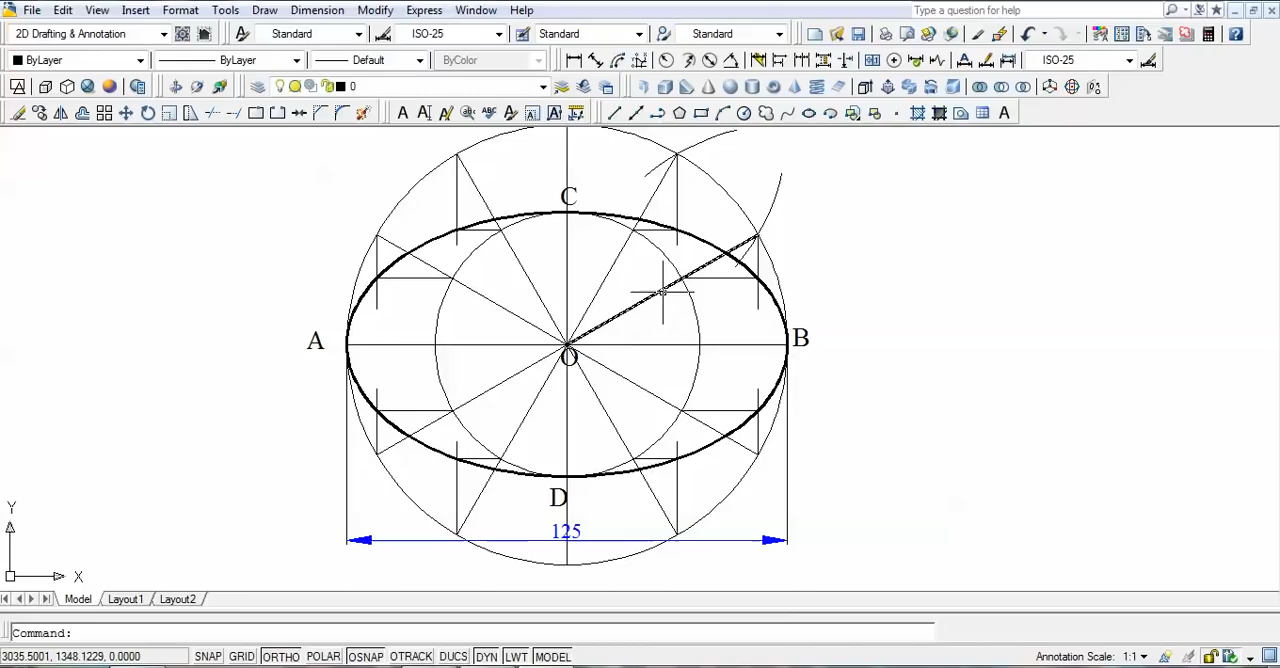 File Edit View Insert Format Tools Draw Dimension Modify Express Window Help Type a question for help
2D Drafting & Annotation Standard ISO-25 Standard Standard
ByLayer ByLayer Default ByColor ISO-25
0
C
A B
O
D
125
Y
X
Model Layout1 Layout2
Command:
3035.5001, 1348.1229, 0.0000 SNAP GRID ORTHO POLAR OSNAP OTRACK DUCS DYN LWT MODEL Annotation Scale: 1:1